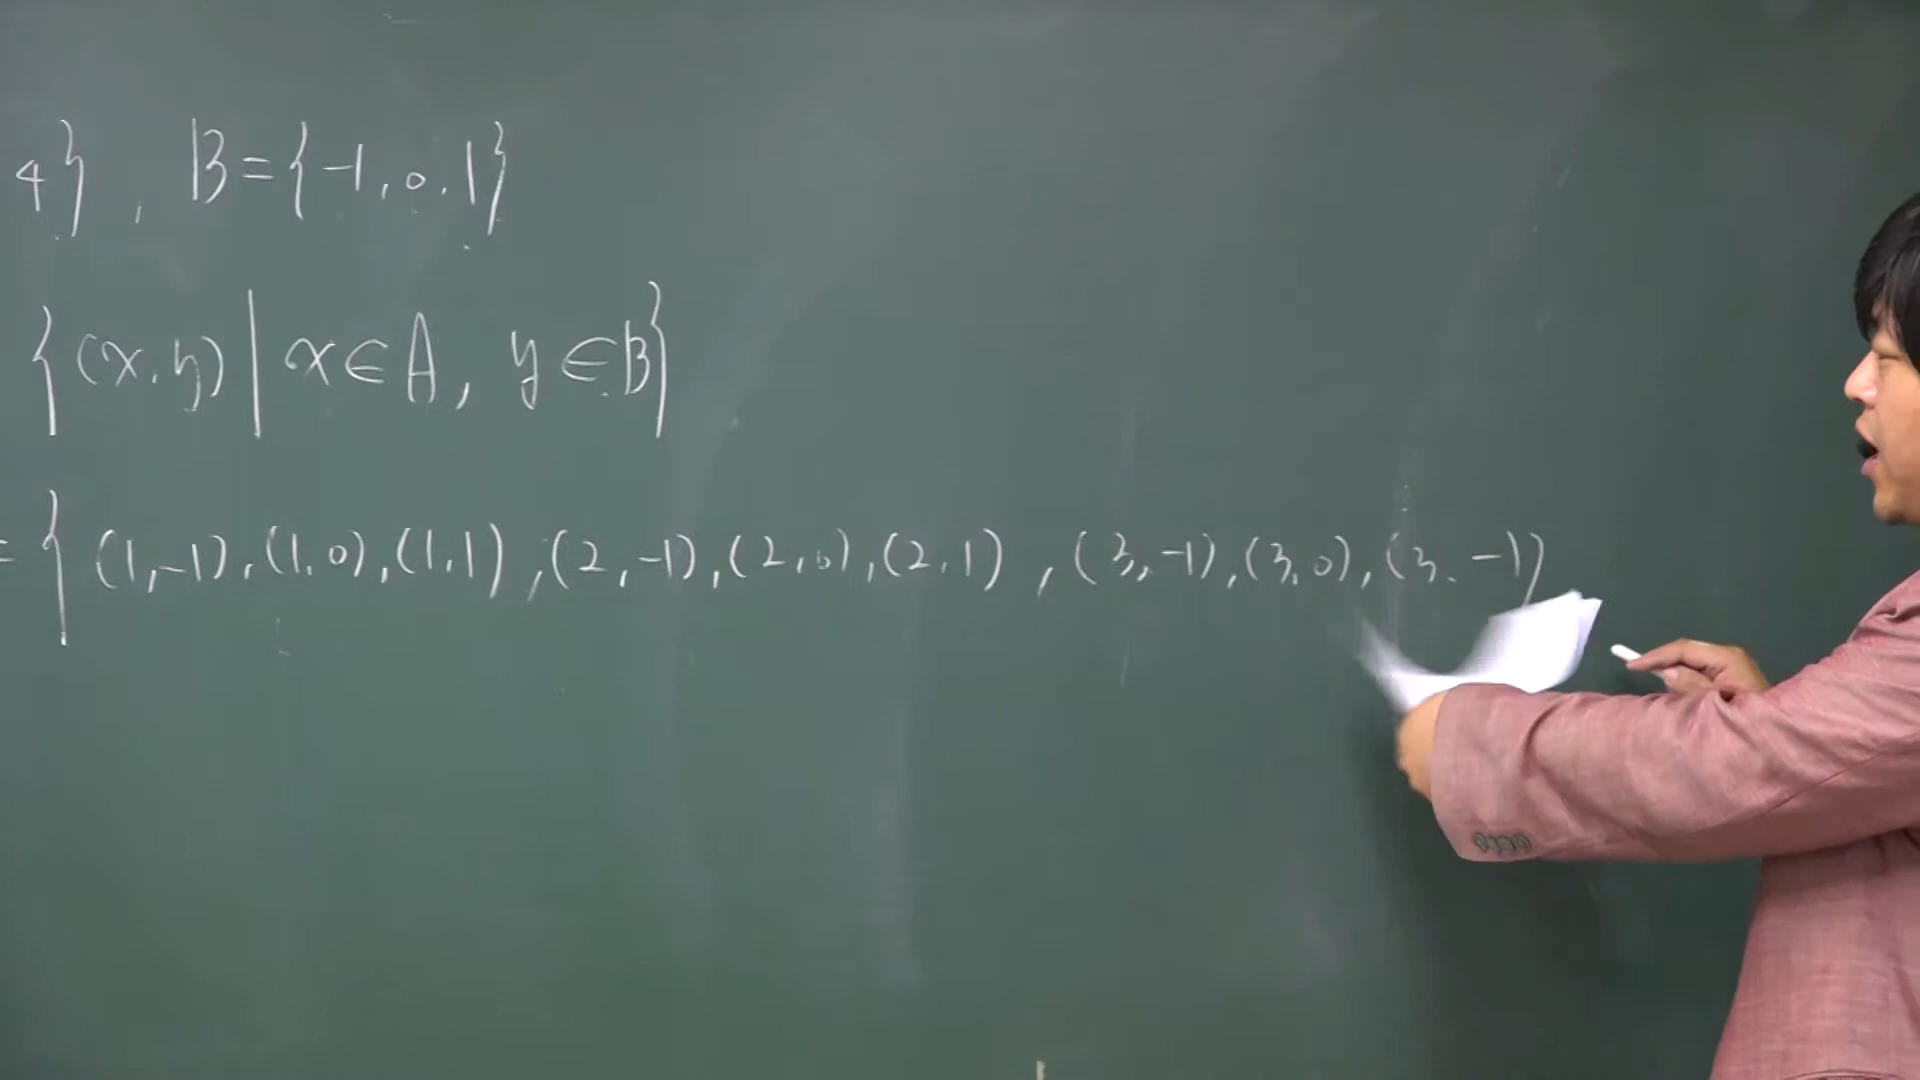 4}, B={-1,0,1}
{(x,y)|x∈A, y∈B}
={(1,-1),(1,0),(1,1),(2,-1),(2,0),(2,1),(3,-1),(3,0),(3,-1)